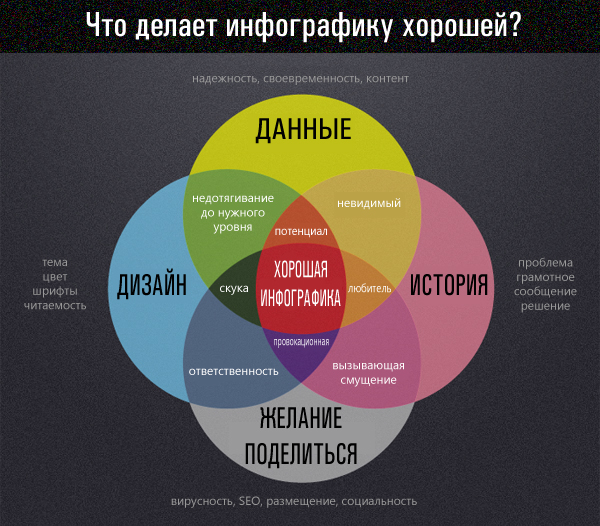 Что делает инфографику хорошей?
надежность, своевременность, контент
ДАННЫЕ
недотягивание
до нужного
уровня
невидимый
потенциал
тема
цвет
шрифты
читаемость
ДИЗАЙН
скука
ХОРОШАЯ
ИНФОГРАФИКА
любитель
ИСТОРИЯ
проблема
грамотное
сообщение
решение
провокационная
ответственность
вызывающая
смущение
ЖЕЛАНИЕ
ПОДЕЛИТЬСЯ
вирусность, SEO, размещение, социальность